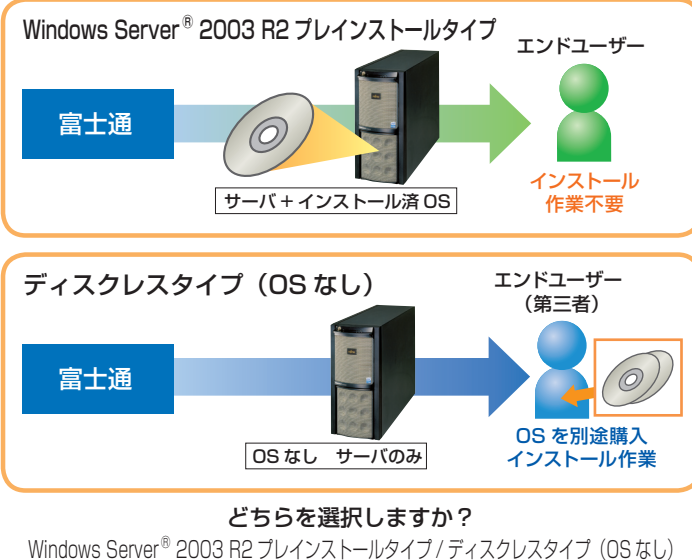 Windows Server® 2003 R2 プレインストールタイプ
エンドユーザー
富士通
サーバ + インストール済 OS
インストール
作業不要
ディスクレスタイプ（OS なし）
エンドユーザー
（第三者）
富士通
OS なし　サーバのみ
OS を別途購入
インストール作業
どちらを選択しますか？
Windows Server® 2003 R2 プレインストールタイプ / ディスクレスタイプ（OS なし）